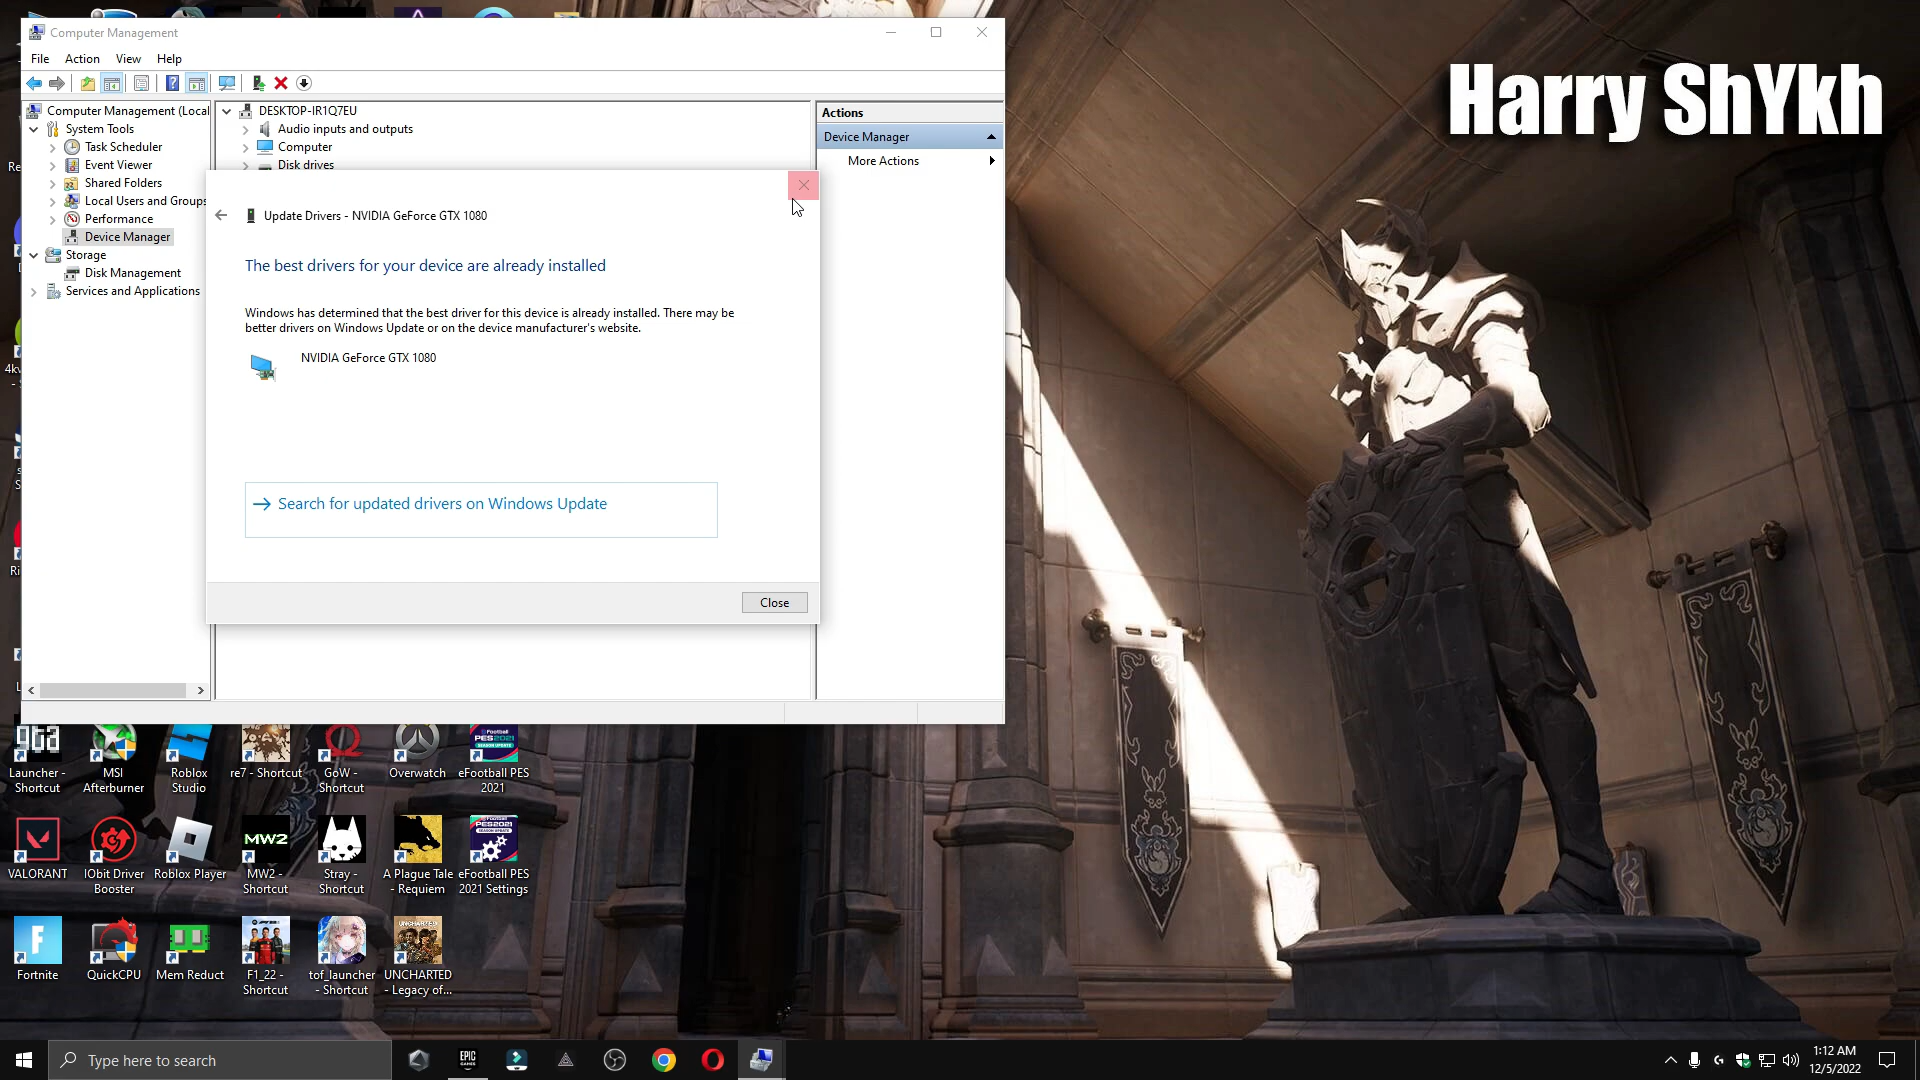 Computer Management
File Action View Help
Computer Management (Local
System Tools
Task Scheduler
Event Viewer
Shared Folders
Local Users and Groups
Performance
Device Manager
Storage
Disk Management
Services and Applications
DESKTOP-IR1Q7EU
Audio inputs and outputs
Computer
Disk drives
Actions
Device Manager
More Actions
Harry ShYkh
Update Drivers - NVIDIA GeForce GTX 1080
The best drivers for your device are already installed
Windows has determined that the best driver for this device is already installed. There may be
better drivers on Windows Update or on the device manufacturer's website.
NVIDIA GeForce GTX 1080
Search for updated drivers on Windows Update
Close
Launcher -
Shortcut
MSI
Afterburner
Roblox
Studio
re7 - Shortcut
GoW -
Shortcut
Overwatch
eFootball PES
2021
VALORANT
IObit Driver
Booster
Roblox Player
MW2
MW2 -
Shortcut
Stray -
Shortcut
A Plague Tale
- Requiem
eFootball PES
2021 Settings
Fortnite
QuickCPU
Mem Reduct
F1_22 -
Shortcut
tof_launcher
- Shortcut
UNCHARTED
- Legacy of...
Type here to search
EPIC
GAMES
1:12 AM
12/5/2022